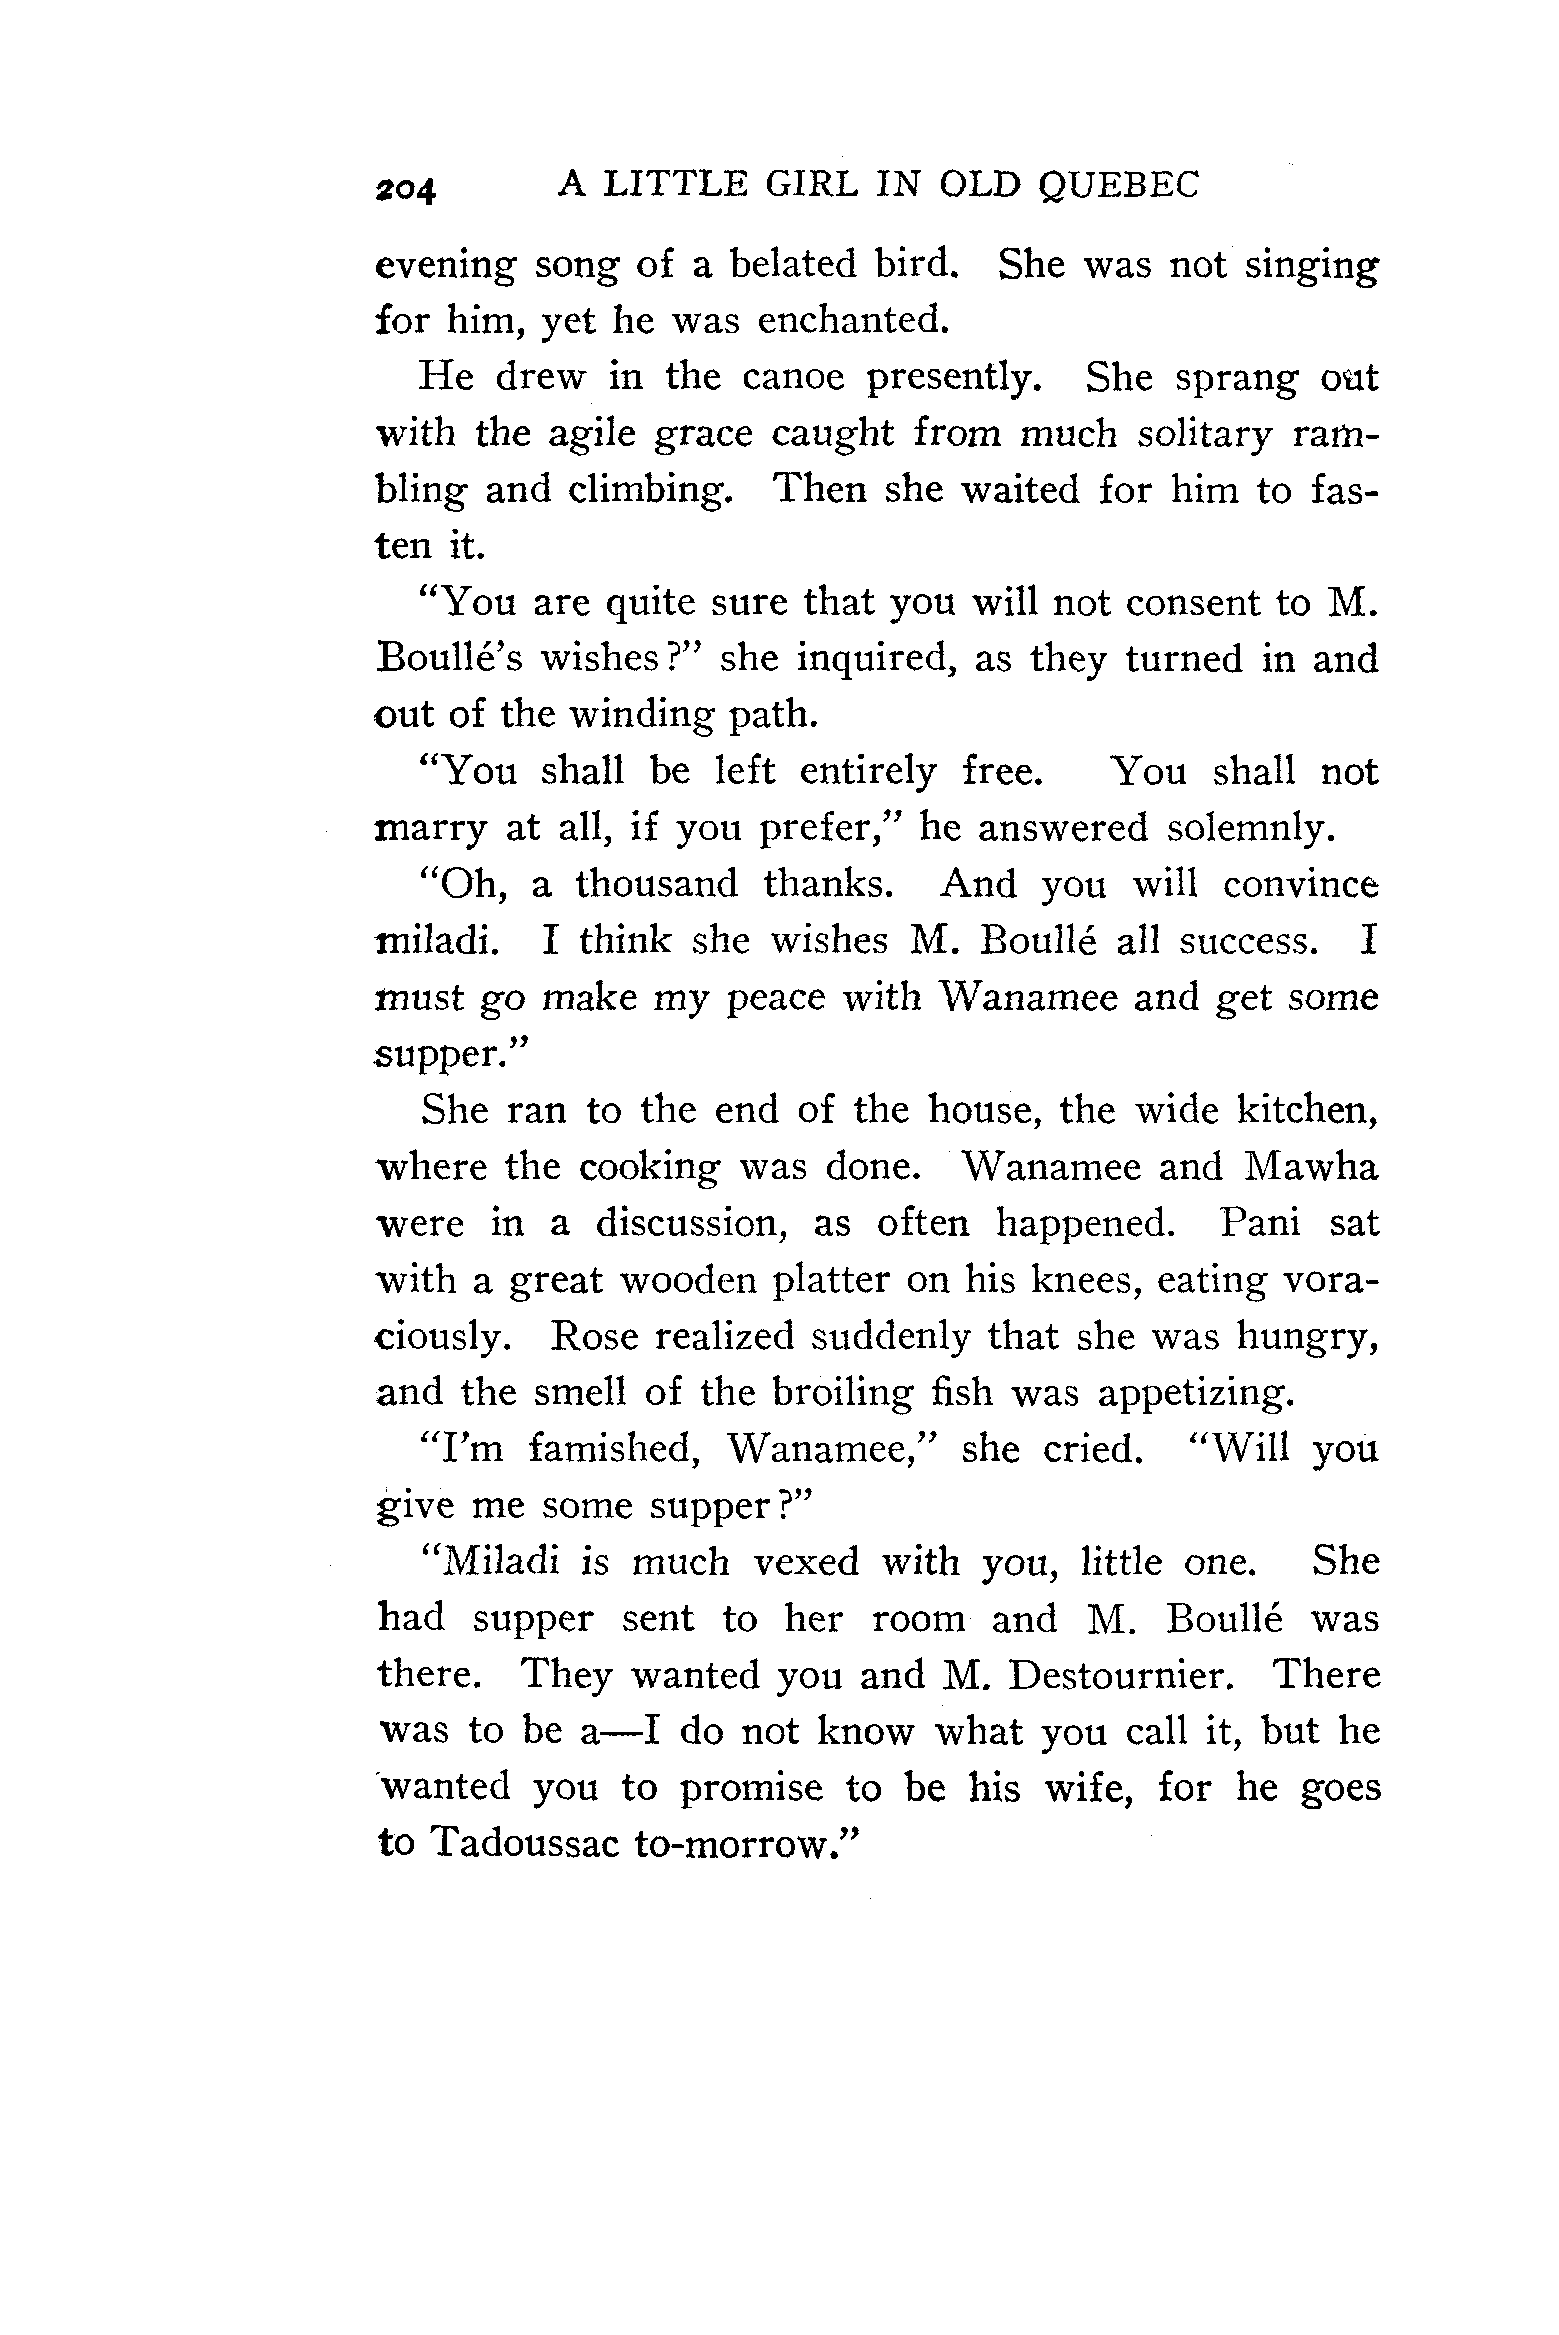 204 A LITTLE GIRL IN OLD QUEBEC
evening song of a belated bird. She was not singing
for him, yet he was enchanted.
He drew in the canoe presently. She sprang out
with the agile grace caught from much solitary ram-
bling and climbing. Then she waited for him to fas-
ten it.
“You are quite sure that you will not consent to M.
Boullé’s wishes?” she inquired, as they turned in and
out of the winding path.
“You shall be left entirely free. You shall not
marry at all, if you prefer,” he answered solemnly.
“Oh, a thousand thanks. And you will convince
miladi. I think she wishes M. Boullé all success. I
must go make my peace with Wanamee and get some
supper.”
She ran to the end of the house, the wide kitchen,
where the cooking was done. Wanamee and Mawha
were in a discussion, as often happened. Pani sat
with a great wooden platter on his knees, eating vora-
ciously. Rose realized suddenly that she was hungry,
and the smell of the broiling fish was appetizing.
“I’m famished, Wanamee,” she cried. “Will you
give me some supper?”
“Miladi is much vexed with you, little one. She
had supper sent to her room and M. Boullé was
there. They wanted you and M. Destournier. There
was to be a—I do not know what you call it, but he
wanted you to promise to be his wife, for he goes
to Tadoussac to-morrow.”